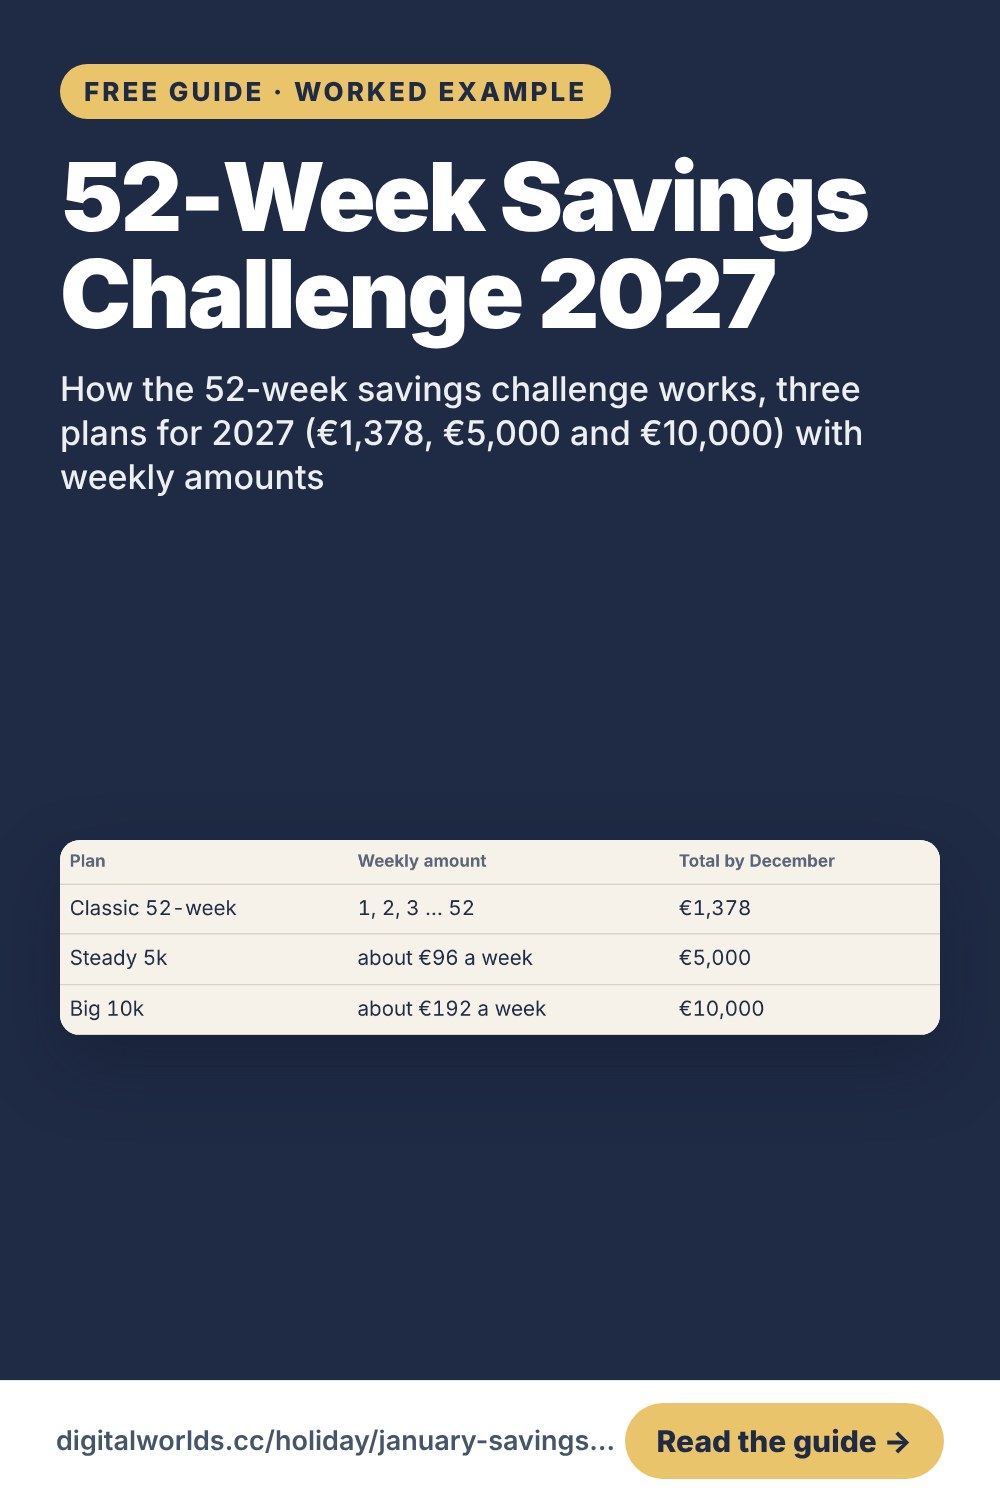 FREE GUIDE · WORKED EXAMPLE
52-Week Savings
Challenge 2027
How the 52-week savings challenge works, three
plans for 2027 (€1,378, €5,000 and €10,000) with
weekly amounts
Plan Weekly amount Total by December
Classic 52-week 1, 2, 3 ... 52 €1,378
Steady 5k about €96 a week €5,000
Big 10k about €192 a week €10,000
digitalworlds.cc/holiday/january-savings... Read the guide →